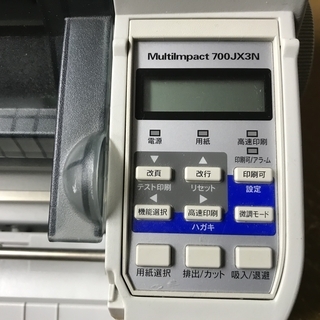 MultiImpact 700JX3N
電源 用紙 高速印刷
印刷可/アラーム
▲ ▼
改頁 改行 印刷可
テスト印刷 リセット 設定
◀ ▶
機能選択 高速印刷 微調モード
ハガキ
用紙選択 排出/カット 吸入/退避